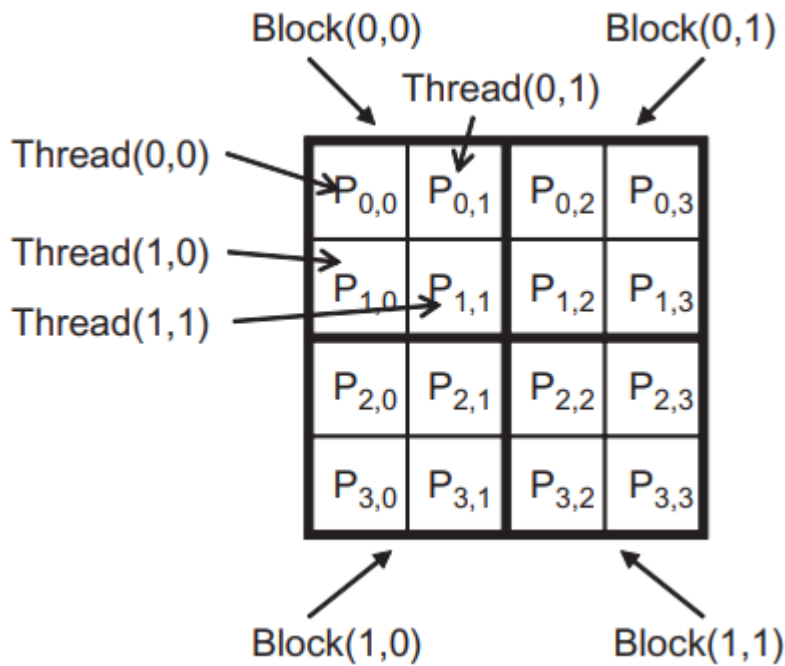 Block(0,0)
Block(0,1)
Thread(0,1)
Thread(0,0)
P0,0 P0,1 P0,2 P0,3
Thread(1,0)
P1,0 P1,1 P1,2 P1,3
Thread(1,1)
P2,0 P2,1 P2,2 P2,3
P3,0 P3,1 P3,2 P3,3
Block(1,0)
Block(1,1)